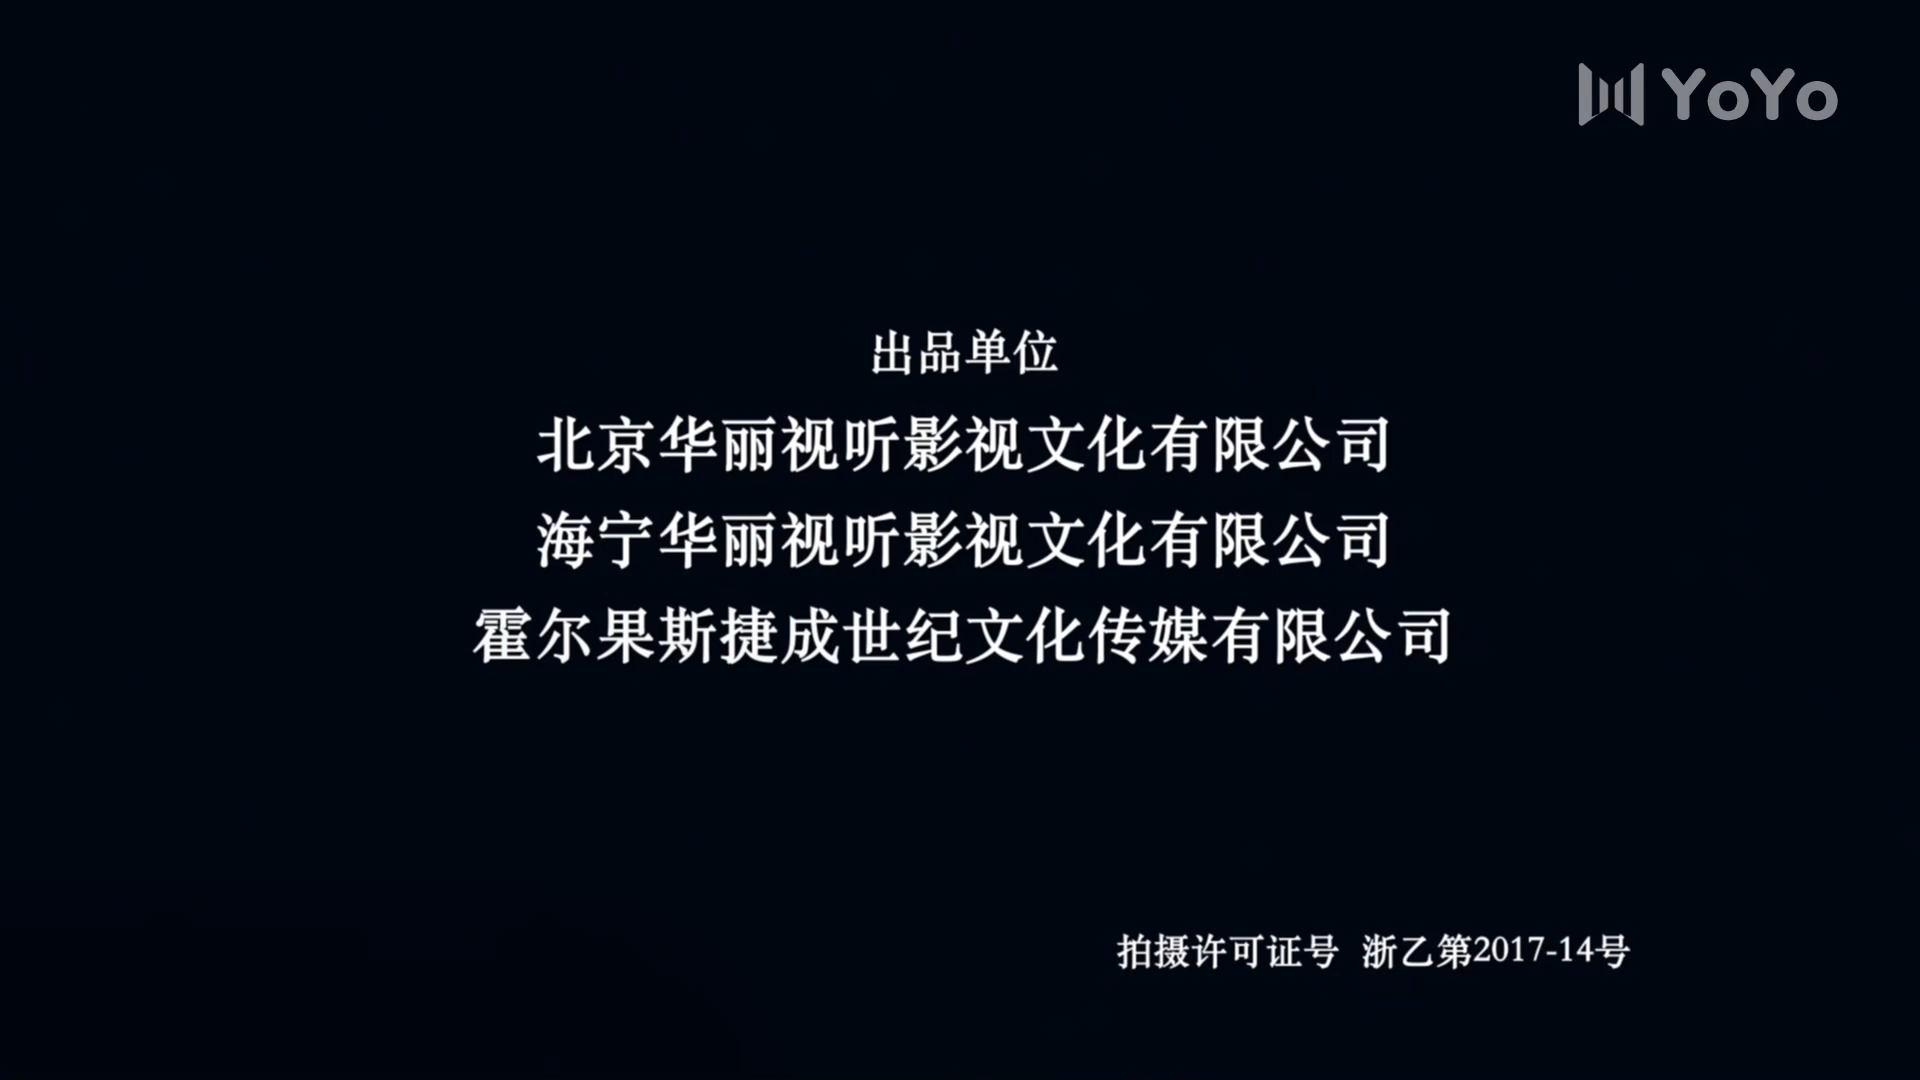 YoYo
出品单位
北京华丽视听影视文化有限公司
海宁华丽视听影视文化有限公司
霍尔果斯捷成世纪文化传媒有限公司
拍摄许可证号 浙乙第2017-14号